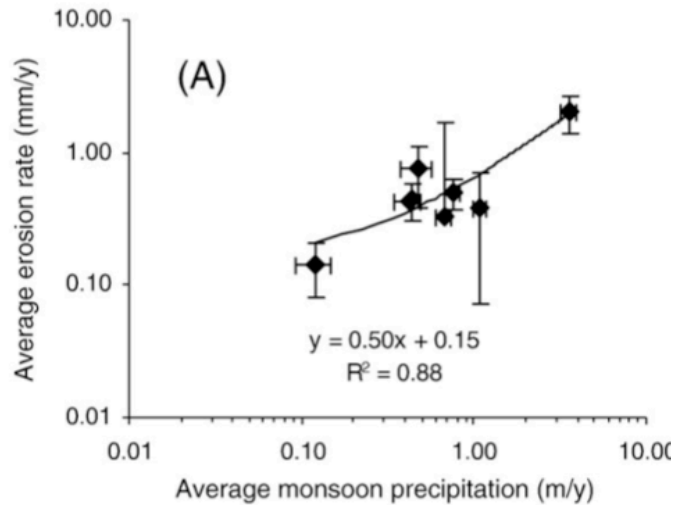 10.00
(A)
1.00
0.10
0.01
Average erosion rate (mm/y)
y = 0.50x + 0.15
R² = 0.88
0.01
0.10
1.00
10.00
Average monsoon precipitation (m/y)